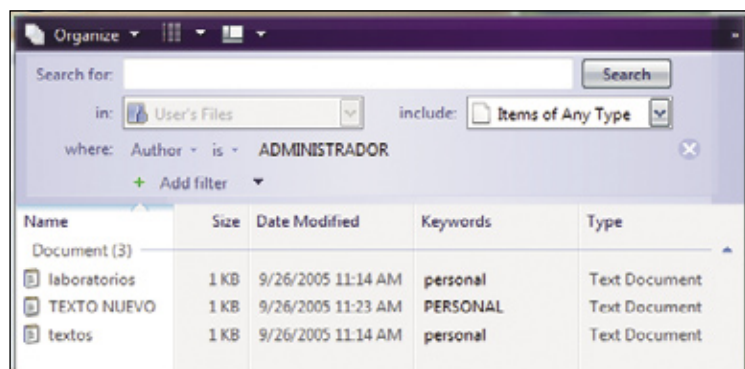 Organize
»
Search for: Search
in: User's Files include: Items of Any Type
where: Author is ADMINISTRADOR
+ Add filter
Name Size Date Modified Keywords Type
Document (3)
laboratorios 1 KB 9/26/2005 11:14 AM personal Text Document
TEXTO NUEVO 1 KB 9/26/2005 11:23 AM PERSONAL Text Document
textos 1 KB 9/26/2005 11:14 AM personal Text Document